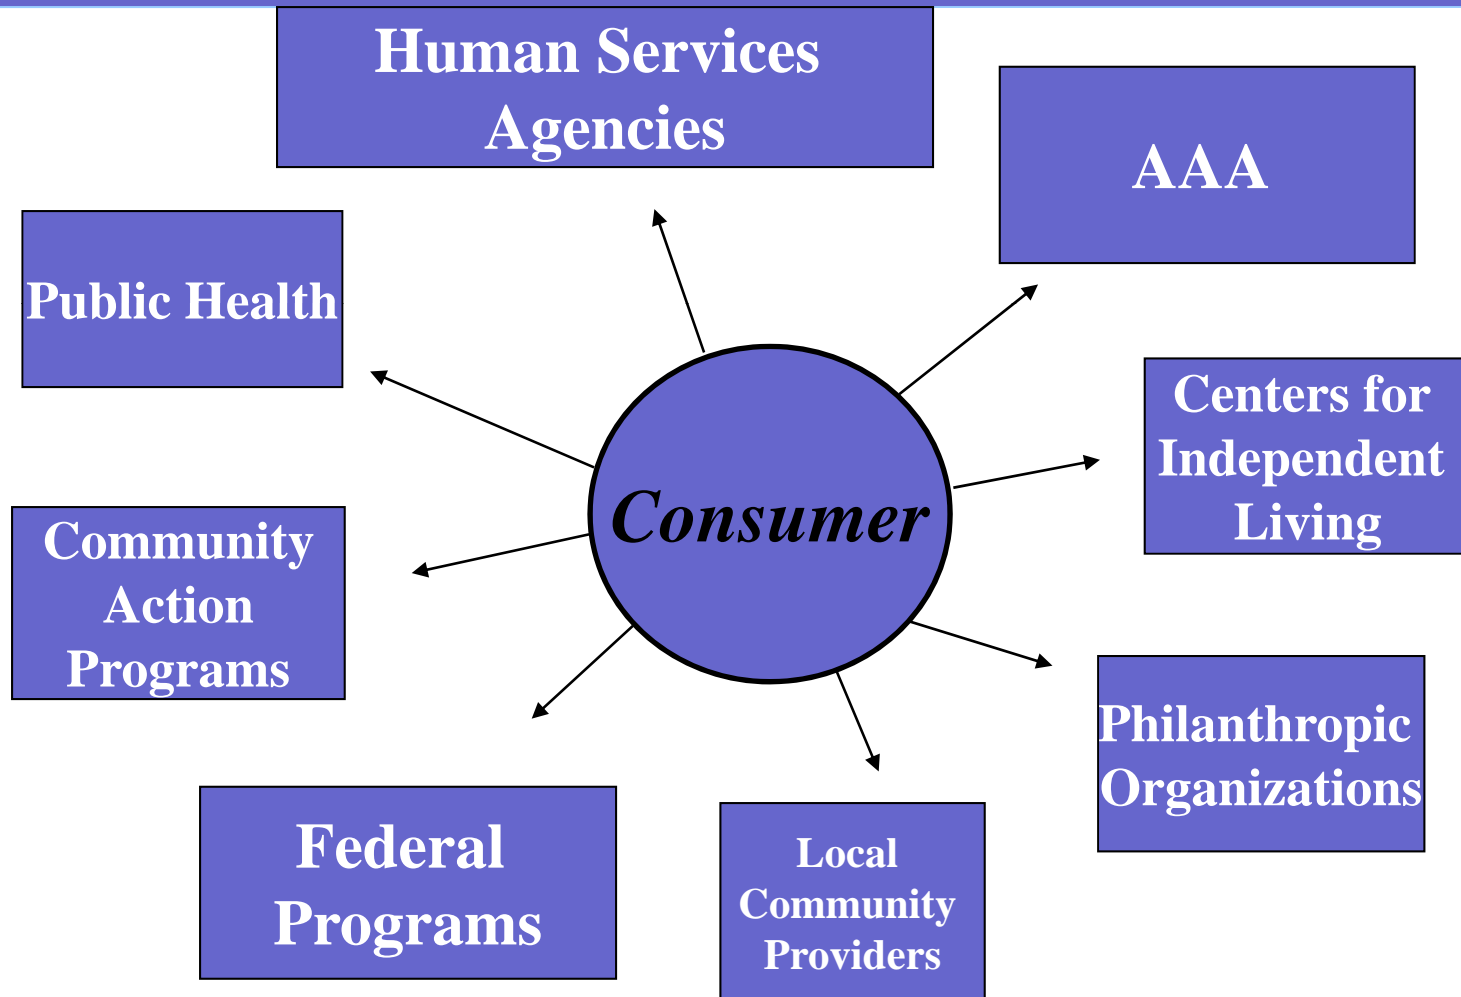 Human Services
Agencies
AAA
Public Health
Centers for
Independent
Living
Consumer
Community
Action
Programs
Philanthropic
Organizations
Federal
Programs
Local
Community
Providers